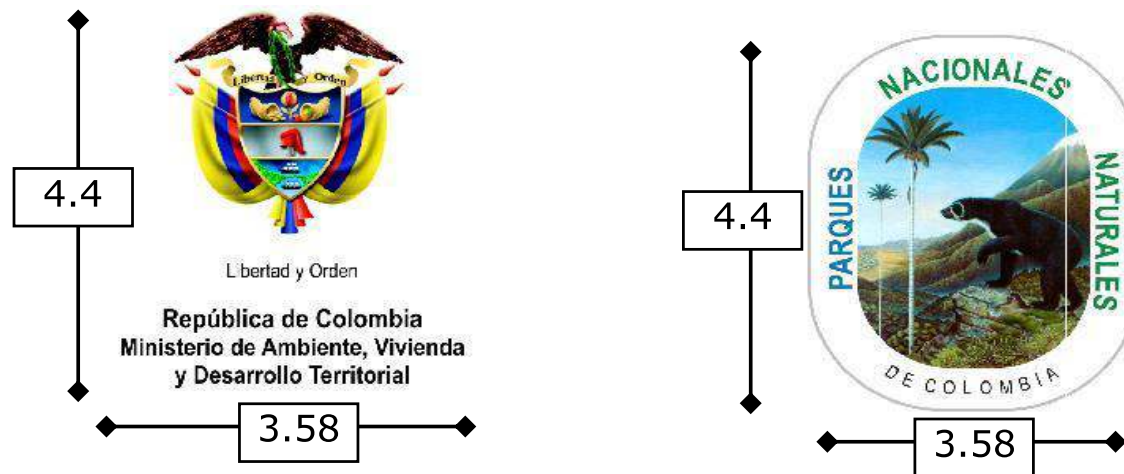 Libertad y Orden
4.4
Libertad y Orden
República de Colombia
Ministerio de Ambiente, Vivienda
y Desarrollo Territorial
3.58
4.4
PARQUES
NACIONALES
NATURALES
DE COLOMBIA
3.58